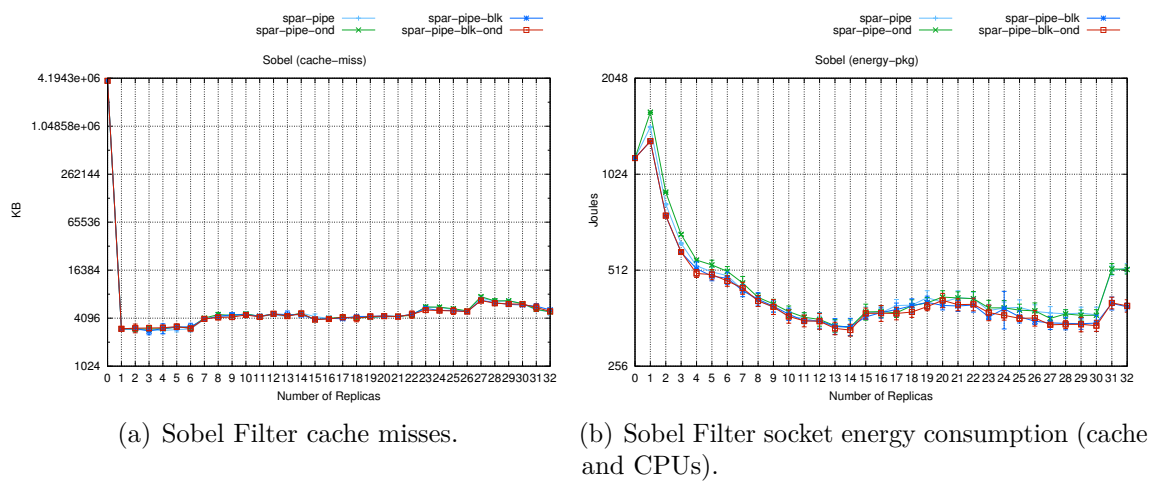 spar-pipe spar-pipe-blk
spar-pipe-ond spar-pipe-blk-ond
Sobel (cache-miss)
4.1943e+06
1.04858e+06
262144
65536
16384
4096
1024
KB
0 1 2 3 4 5 6 7 8 9 10 11 12 13 14 15 16 17 18 19 20 21 22 23 24 25 26 27 28 29 30 31 32
Number of Replicas
(a) Sobel Filter cache misses.
spar-pipe spar-pipe-blk
spar-pipe-ond spar-pipe-blk-ond
Sobel (energy-pkg)
2048
1024
512
256
Joules
0 1 2 3 4 5 6 7 8 9 10 11 12 13 14 15 16 17 18 19 20 21 22 23 24 25 26 27 28 29 30 31 32
Number of Replicas
(b) Sobel Filter socket energy consumption (cache
and CPUs).